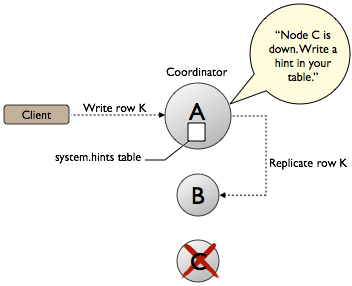 “Node C is
down. Write a
hint in your
table.”
Coordinator
Client
Write row K
A
system.hints table
Replicate row K
B
C